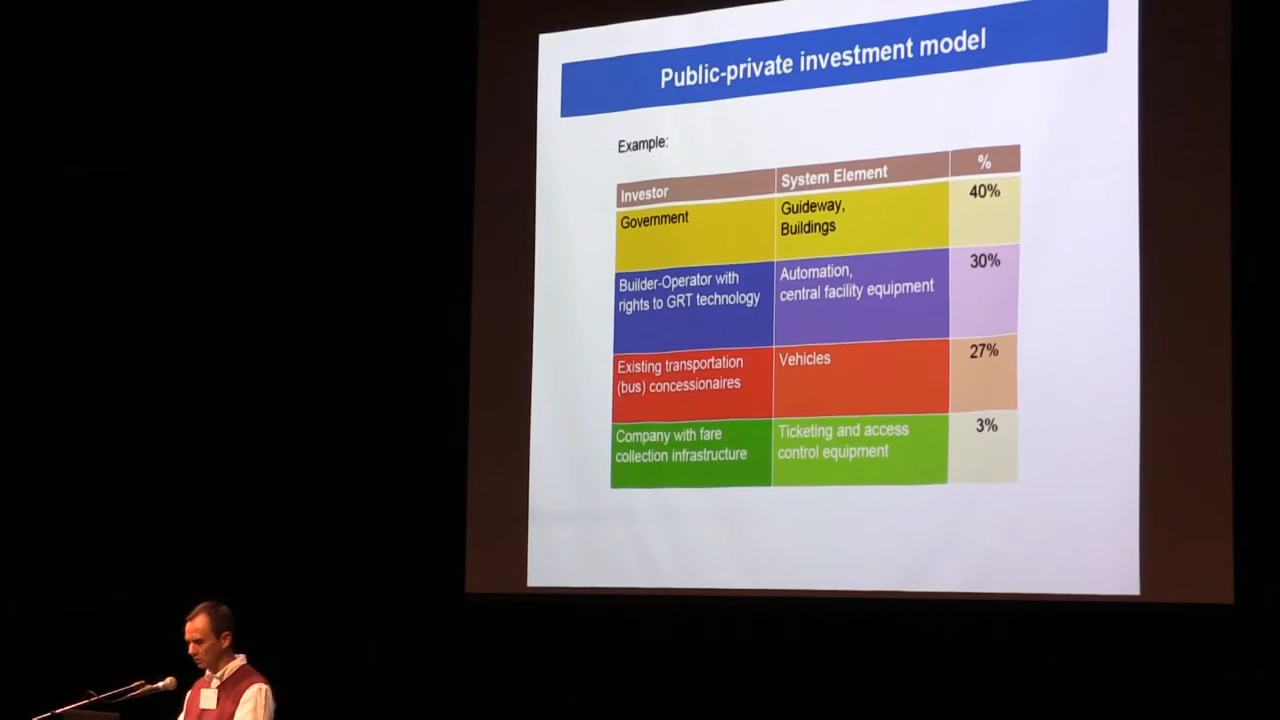 Public-private investment model
Example:
Investor
System Element
%
Government
Guideway,
Buildings
40%
Builder-Operator with
rights to GRT technology
Automation,
central facility equipment
30%
Existing transportation
(bus) concessionaires
Vehicles
27%
Company with fare
collection infrastructure
Ticketing and access
control equipment
3%